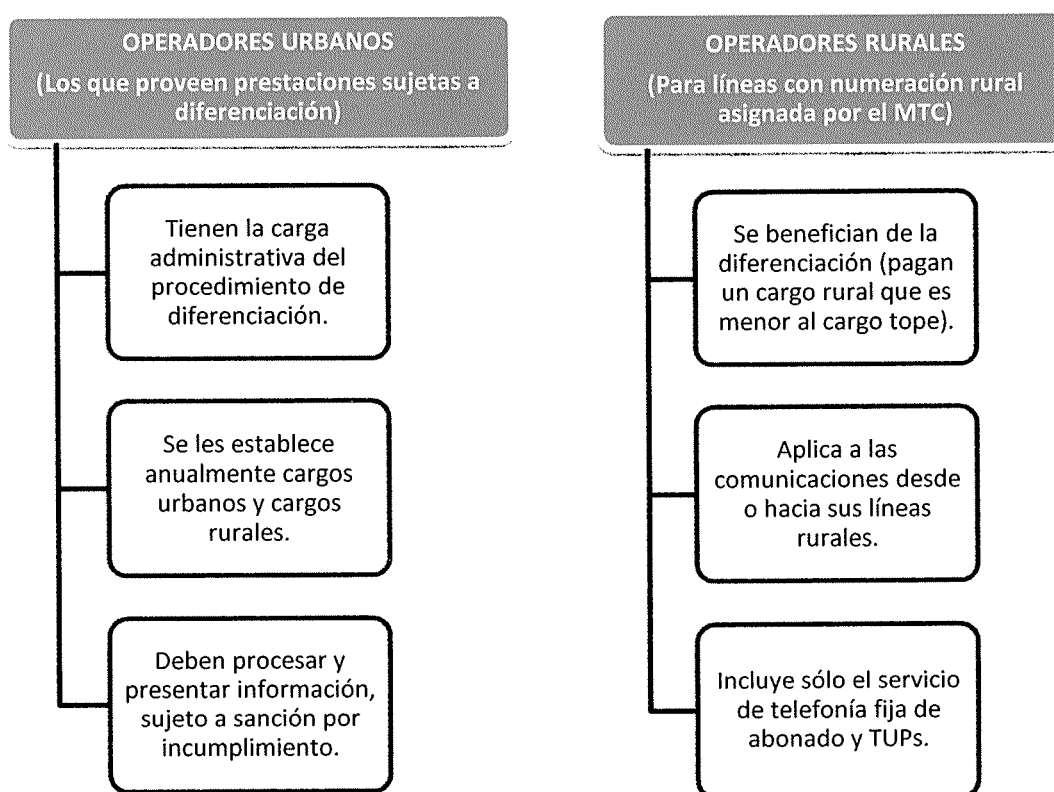 OPERADORES URBANOS
(Los que proveen prestaciones sujetas a
diferenciación)
Tienen la carga
administrativa del
procedimiento de
diferenciación.
Se les establece
anualmente cargos
urbanos y cargos
rurales.
Deben procesar y
presentar información,
sujeto a sanción por
incumplimiento.
OPERADORES RURALES
(Para líneas con numeración rural
asignada por el MTC)
Se benefician de la
diferenciación (pagan
un cargo rural que es
menor al cargo tope).
Aplica a las
comunicaciones desde
o hacia sus líneas
rurales.
Incluye sólo el servicio
de telefonía fija de
abonado y TUPs.